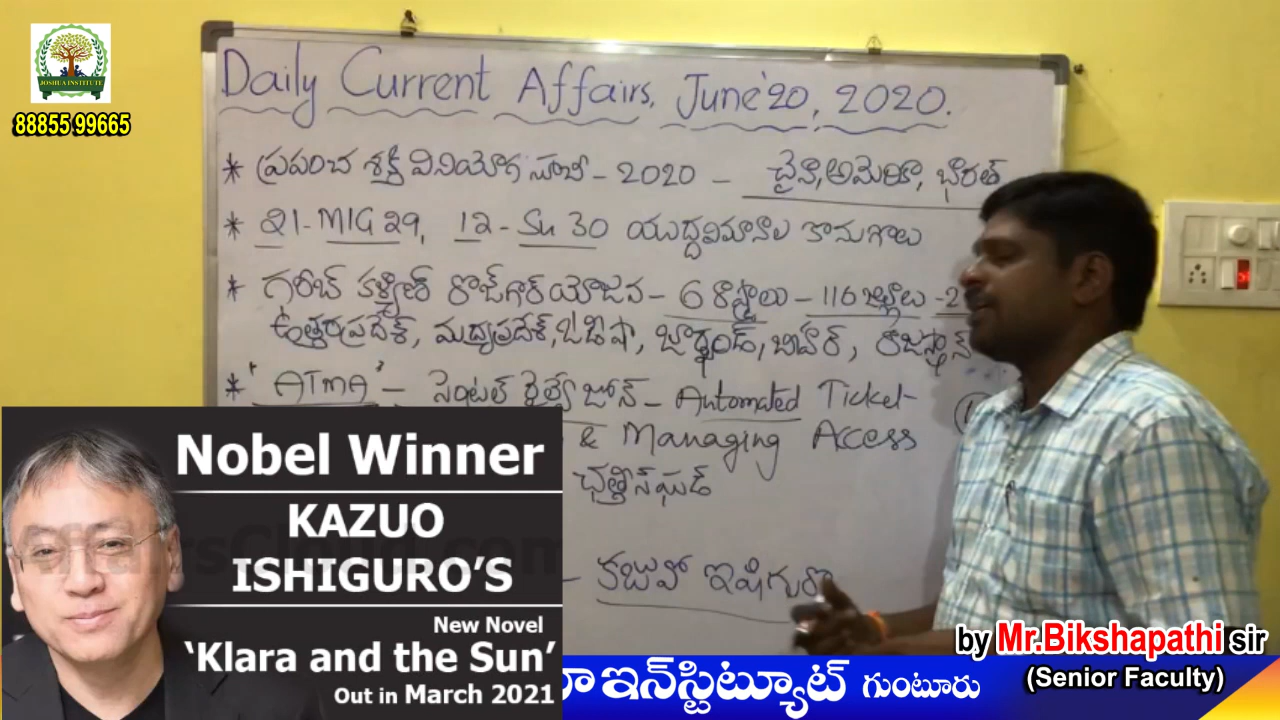 JOSHUA INSTITUTE
88855 99665
Daily Current Affairs, June'20, 2020.
* ప్రపంచ శక్తి వినియోగ సూచీ - 2020 - చైనా, అమెరికా, భారత్
* 21-MIG 29, 12-Su 30 యుద్ధవిమానాల కొనుగోలు
* గరీబ్ కళ్యాణ్ రోజ్‌గార్ యోజన - 6 రాష్ట్రాలు - 116 జిల్లాలు -
ఉత్తరప్రదేశ్, మధ్యప్రదేశ్, ఒడిషా, జార్ఖండ్, బీహార్, రాజస్థాన్
* 'ATMA' - సెంట్రల్ రైల్వే జోన్ - Automated Ticket-
& Managing Access
ఛత్తీస్‌ఘడ్
- కజువో ఇషిగురో
Nobel Winner
KAZUO
ISHIGURO'S
New Novel
'Klara and the Sun'
Out in March 2021
by Mr.Bikshapathi sir
(Senior Faculty)
ఇన్‌స్టిట్యూట్ గుంటూరు